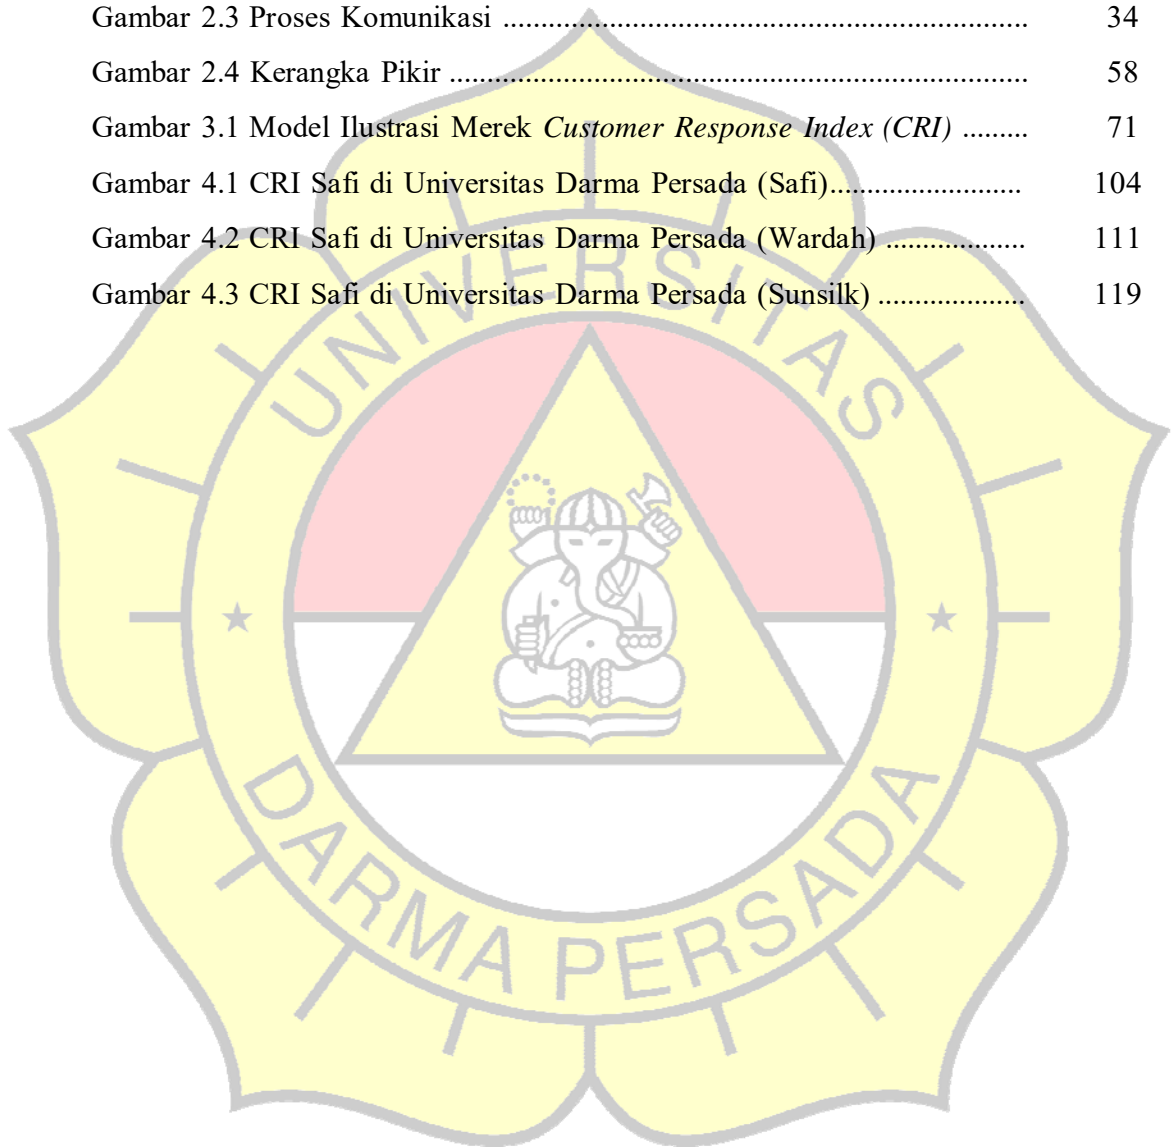 Gambar 2.3 Proses Komunikasi ....................................................................... 34
Gambar 2.4 Kerangka Pikir .............................................................................. 58
Gambar 3.1 Model Ilustrasi Merek Customer Response Index (CRI) ......... 71
Gambar 4.1 CRI Safi di Universitas Darma Persada (Safi).......................... 104
Gambar 4.2 CRI Safi di Universitas Darma Persada (Wardah) ................... 111
Gambar 4.3 CRI Safi di Universitas Darma Persada (Sunsilk) .................... 119
UNIVERSITAS
DARMA PERSADA